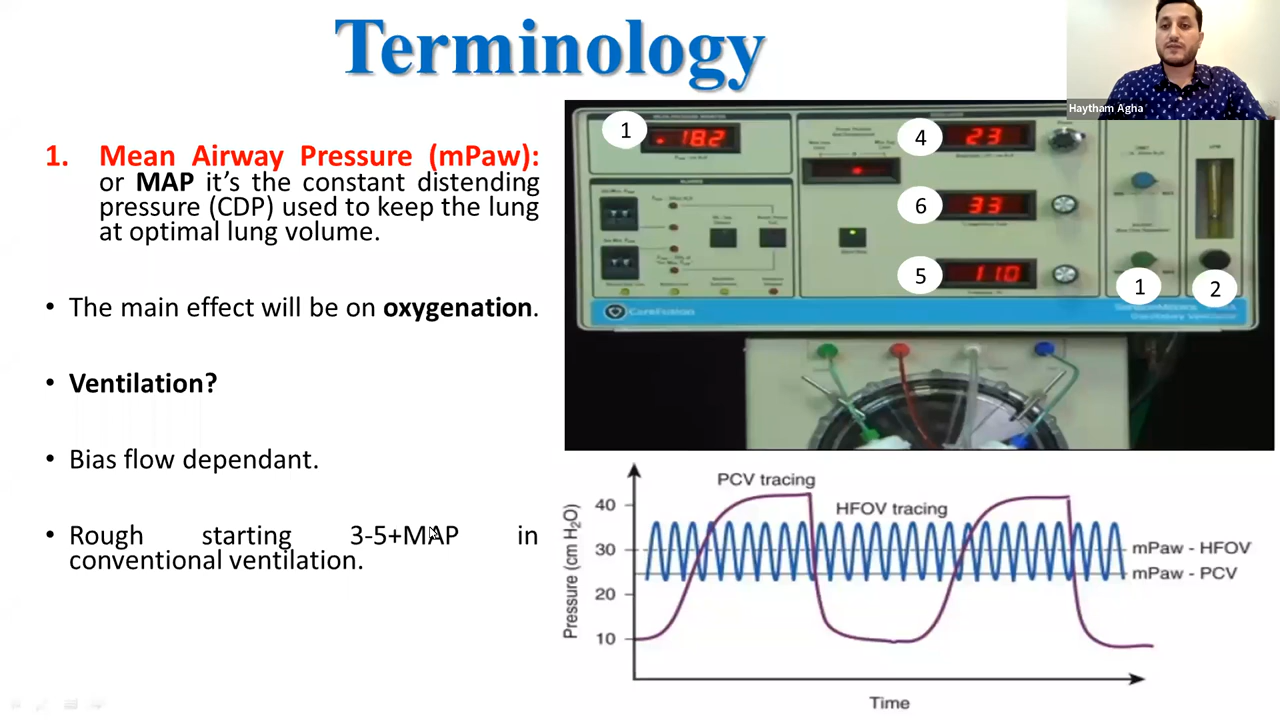 Terminology
Haytham Agha
1. Mean Airway Pressure (mPaw):
or MAP it's the constant distending
pressure (CDP) used to keep the lung
at optimal lung volume.
• The main effect will be on oxygenation.
• Ventilation?
• Bias flow dependant.
• Rough starting 3-5+MAP in
conventional ventilation.
1
18.2
4
23
6
33
5
110
1
2
CareFusion
PCV tracing
HFOV tracing
Pressure (cm H₂O)
40
30
20
10
mPaw - HFOV
mPaw - PCV
Time